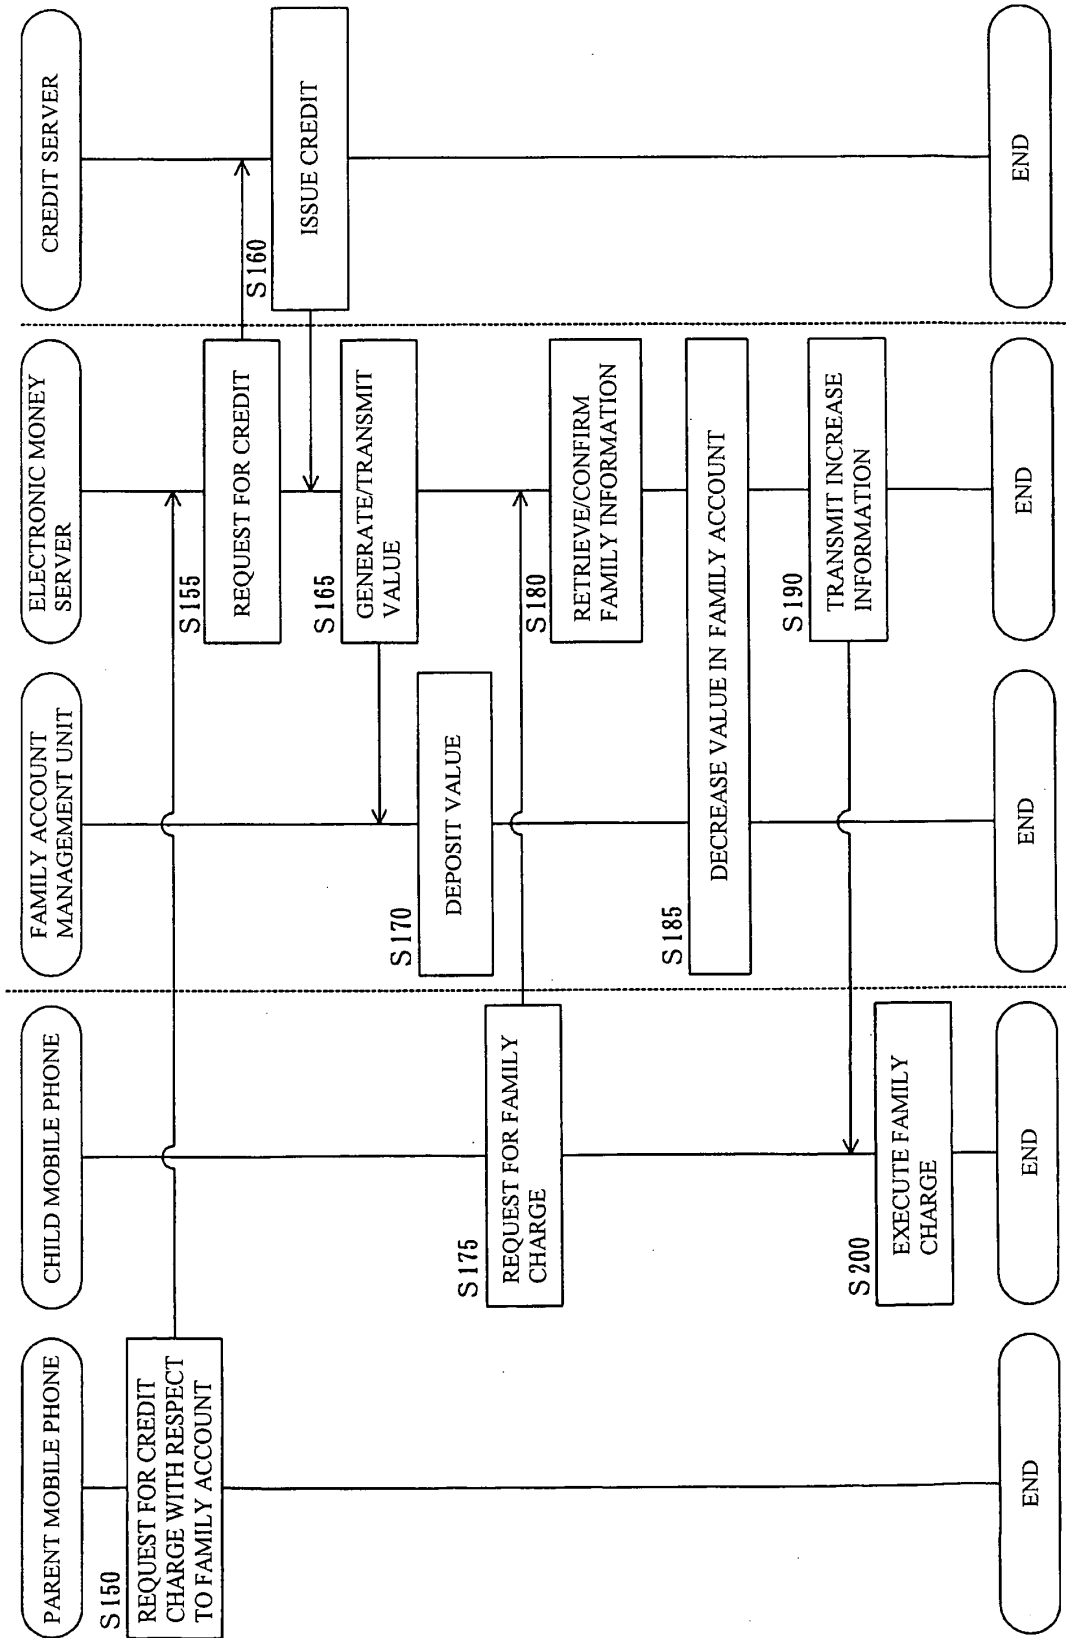 PARENT MOBILE PHONE
CHILD MOBILE PHONE
FAMILY ACCOUNT
MANAGEMENT UNIT
ELECTRONIC MONEY
SERVER
CREDIT SERVER
S150
REQUEST FOR CREDIT
CHARGE WITH RESPECT
TO FAMILY ACCOUNT
S155
REQUEST FOR CREDIT
S160
ISSUE CREDIT
S165
GENERATE/TRANSMIT
VALUE
S170
DEPOSIT VALUE
S175
REQUEST FOR FAMILY
CHARGE
S180
RETRIEVE/CONFIRM
FAMILY INFORMATION
S185
DECREASE VALUE IN FAMILY ACCOUNT
S190
TRANSMIT INCREASE
INFORMATION
S200
EXECUTE FAMILY
CHARGE
END
END
END
END
END